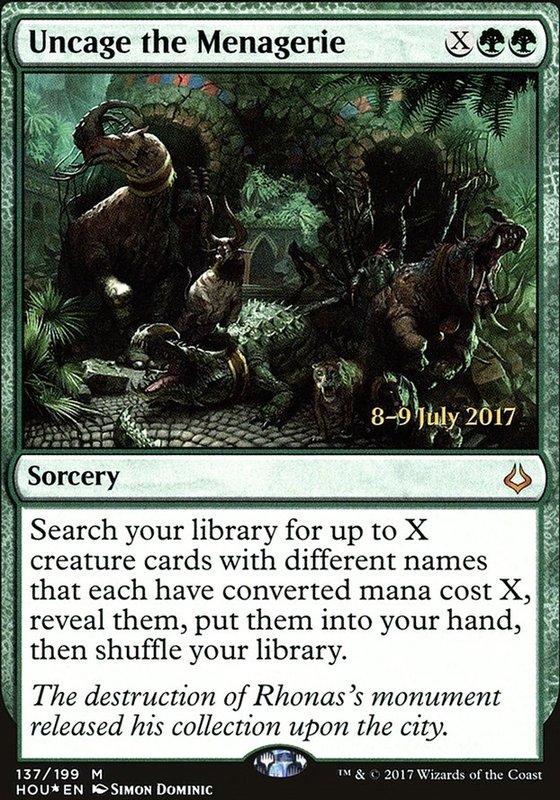 Uncage the Menagerie X
8–9 July 2017
Sorcery
Search your library for up to X
creature cards with different names
that each have converted mana cost X,
reveal them, put them into your hand,
then shuffle your library.
The destruction of Rhonas's monument
released his collection upon the city.
137/199 M
HOU★EN SIMON DOMINIC
™ & © 2017 Wizards of the Coast